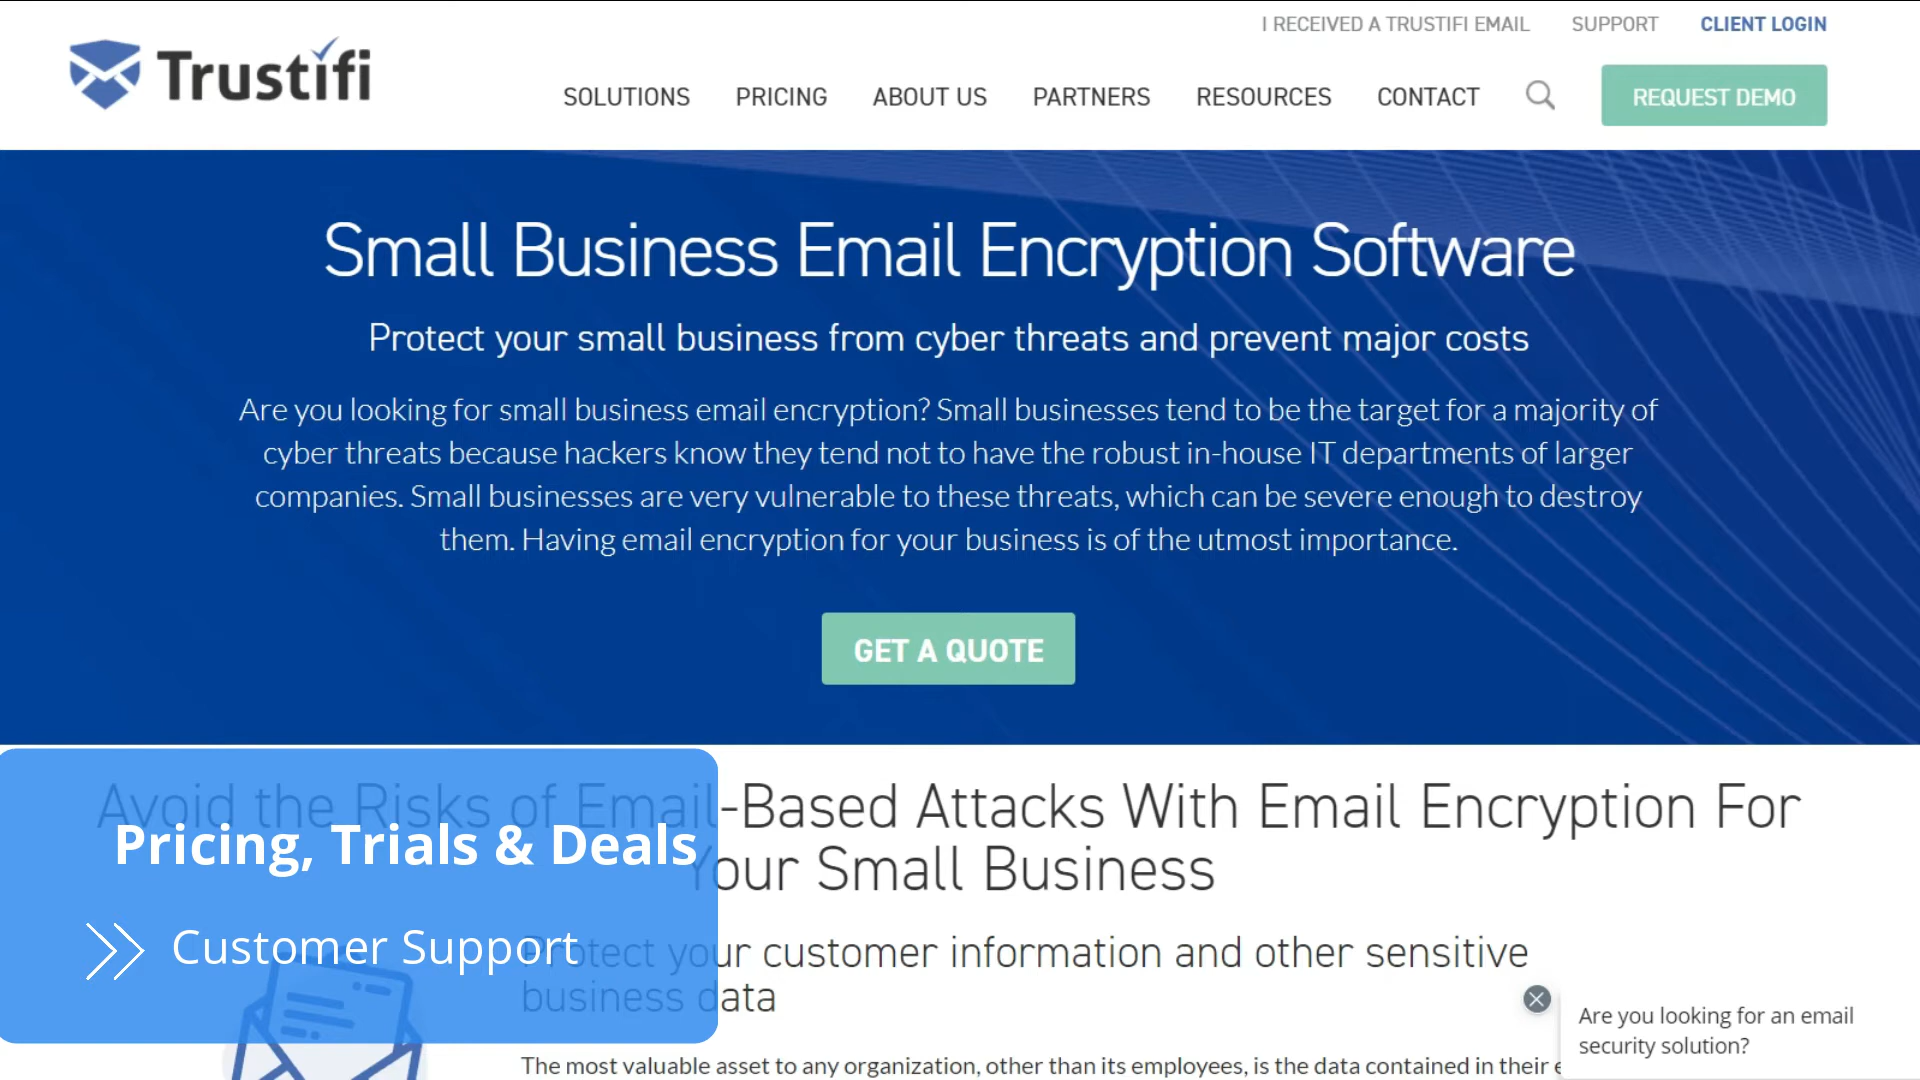 I RECEIVED A TRUSTIFI EMAIL SUPPORT CLIENT LOGIN
Trustifi
SOLUTIONS PRICING ABOUT US PARTNERS RESOURCES CONTACT REQUEST DEMO
Small Business Email Encryption Software
Protect your small business from cyber threats and prevent major costs
Are you looking for small business email encryption? Small businesses tend to be the target for a majority of
cyber threats because hackers know they tend not to have the robust in-house IT departments of larger
companies. Small businesses are very vulnerable to these threats, which can be severe enough to destroy
them. Having email encryption for your business is of the utmost importance.
GET A QUOTE
Avoid the Risks of Email-Based Attacks With Email Encryption For
Your Small Business
Pricing, Trials & Deals
Customer Support
Protect your customer information and other sensitive
business data
The most valuable asset to any organization, other than its employees, is the data contained in their
Are you looking for an email
security solution?